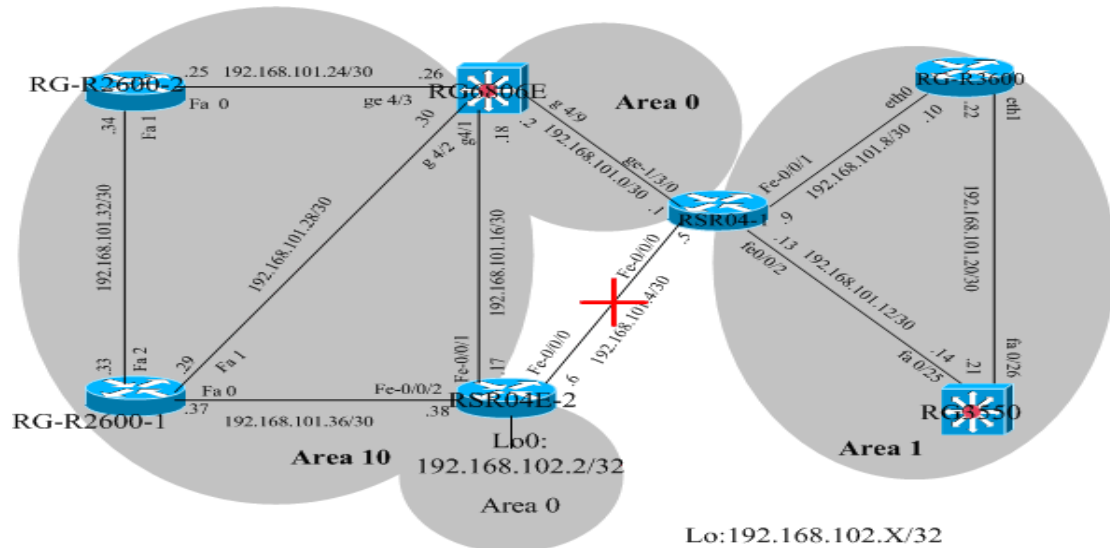 RG-R2600-2
.25
192.168.101.24/30
.26
Fa 0
ge 4/3
RG6806E
.34
Fa 1
.30
g 4/2
g4/1
.18
.2
g 4/9
192.168.101.0/30
ge-1/3/0
.1
Area 0
RSR04-1
Fe-0/0/1
.9
192.168.101.8/30
eth0
.10
RG-R3600
.22
eth1
192.168.101.32/30
192.168.101.28/30
192.168.101.16/30
Fe-0/0/0
.5
192.168.101.4/30
.13
fe0/0/2
192.168.101.12/30
192.168.101.20/30
.33
Fa 2
.29
Fa 1
Fe-0/0/1
.17
Fe-0/0/0
.6
.14
fa 0/25
.21
fa 0/26
RG-R2600-1
Fa 0
.37
192.168.101.36/30
Fe-0/0/2
.38
RSR04E-2
RG3550
Area 10
Lo0:
192.168.102.2/32
Area 0
Area 1
Lo:192.168.102.X/32